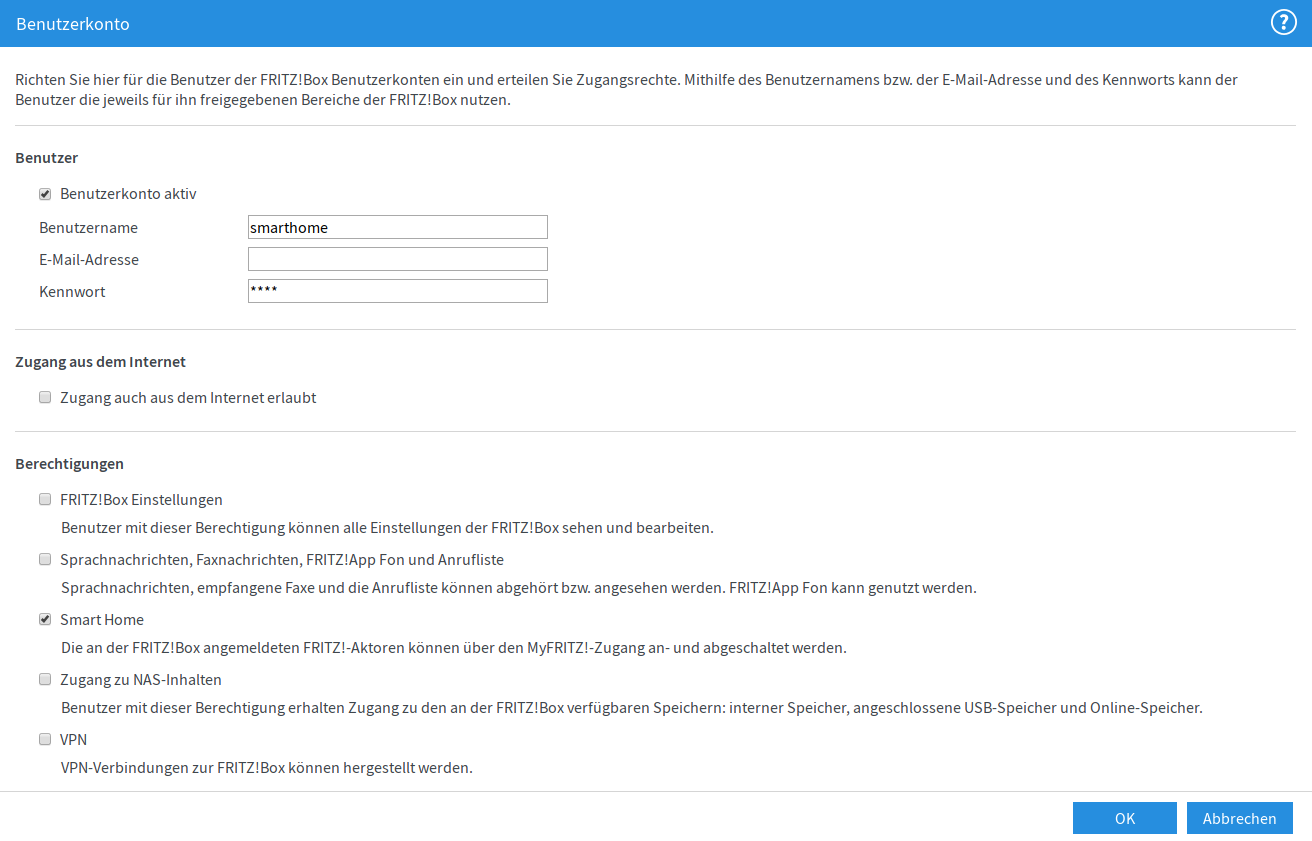 Benutzerkonto
?
Richten Sie hier für die Benutzer der FRITZ!Box Benutzerkonten ein und erteilen Sie Zugangsrechte. Mithilfe des Benutzernamens bzw. der E-Mail-Adresse und des Kennworts kann der
Benutzer die jeweils für ihn freigegebenen Bereiche der FRITZ!Box nutzen.
Benutzer
Benutzerkonto aktiv
Benutzername smarthome
E-Mail-Adresse
Kennwort ****
Zugang aus dem Internet
Zugang auch aus dem Internet erlaubt
Berechtigungen
FRITZ!Box Einstellungen
Benutzer mit dieser Berechtigung können alle Einstellungen der FRITZ!Box sehen und bearbeiten.
Sprachnachrichten, Faxnachrichten, FRITZ!App Fon und Anrufliste
Sprachnachrichten, empfangene Faxe und die Anrufliste können abgehört bzw. angesehen werden. FRITZ!App Fon kann genutzt werden.
Smart Home
Die an der FRITZ!Box angemeldeten FRITZ!-Aktoren können über den MyFRITZ!-Zugang an- und abgeschaltet werden.
Zugang zu NAS-Inhalten
Benutzer mit dieser Berechtigung erhalten Zugang zu den an der FRITZ!Box verfügbaren Speichern: interner Speicher, angeschlossene USB-Speicher und Online-Speicher.
VPN
VPN-Verbindungen zur FRITZ!Box können hergestellt werden.
OK Abbrechen